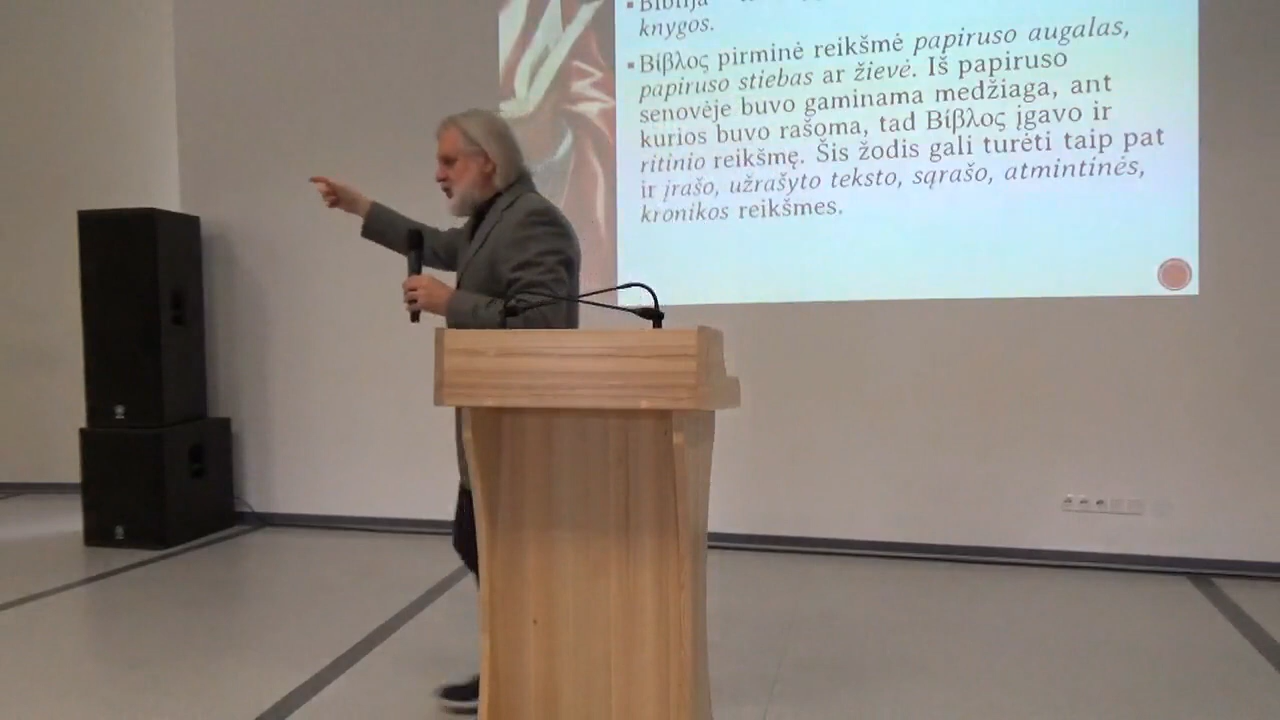 Biblija
knygos.
Βίβλος pirminė reikšmė papiruso augalas,
papiruso stiebas ar žievė. Iš papiruso
senovėje buvo gaminama medžiaga, ant
kurios buvo rašoma, tad Βίβλος įgavo ir
ritinio reikšmę. Šis žodis gali turėti taip pat
ir įrašo, užrašyto teksto, sąrašo, atmintinės,
kronikos reikšmes.